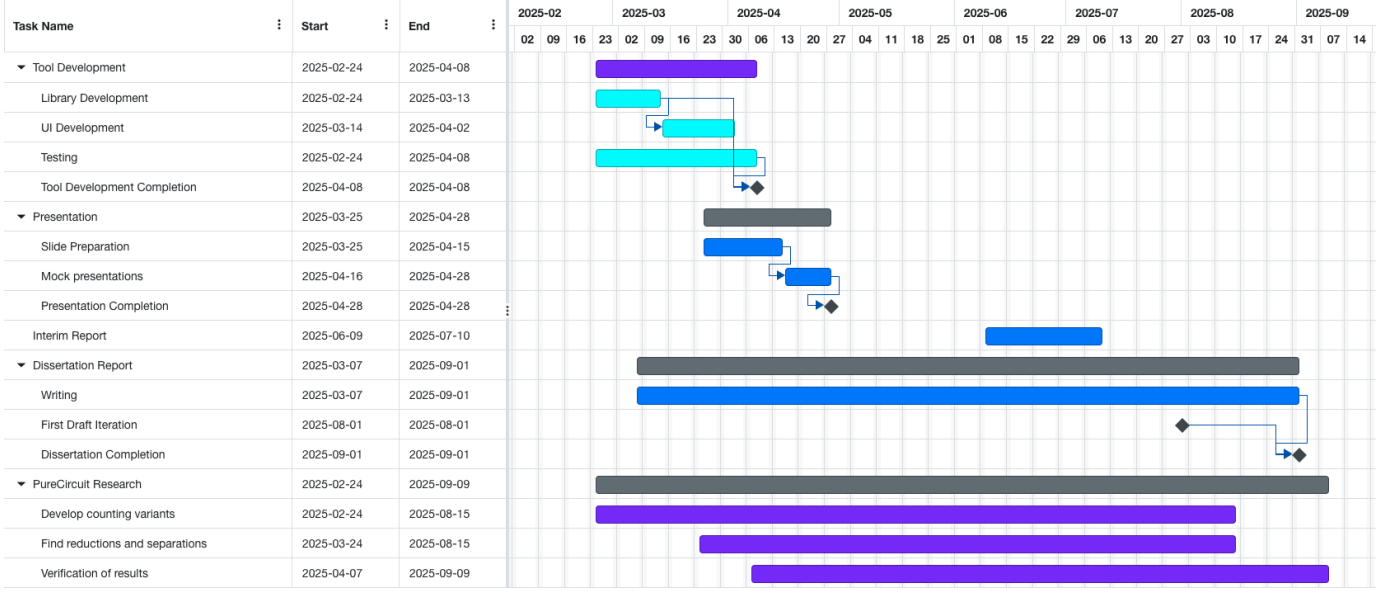 Task Name Start End 2025-02 2025-03 2025-04 2025-05 2025-06 2025-07 2025-08 2025-09
02 09 16 23 02 09 16 23 30 06 13 20 27 04 11 18 25 01 08 15 22 29 06 13 20 27 03 10 17 24 31 07 14
Tool Development 2025-02-24 2025-04-08
Library Development 2025-02-24 2025-03-13
UI Development 2025-03-14 2025-04-02
Testing 2025-02-24 2025-04-08
Tool Development Completion 2025-04-08 2025-04-08
Presentation 2025-03-25 2025-04-28
Slide Preparation 2025-03-25 2025-04-15
Mock presentations 2025-04-16 2025-04-28
Presentation Completion 2025-04-28 2025-04-28
Interim Report 2025-06-09 2025-07-10
Dissertation Report 2025-03-07 2025-09-01
Writing 2025-03-07 2025-09-01
First Draft Iteration 2025-08-01 2025-08-01
Dissertation Completion 2025-09-01 2025-09-01
PureCircuit Research 2025-02-24 2025-09-09
Develop counting variants 2025-02-24 2025-08-15
Find reductions and separations 2025-03-24 2025-08-15
Verification of results 2025-04-07 2025-09-09